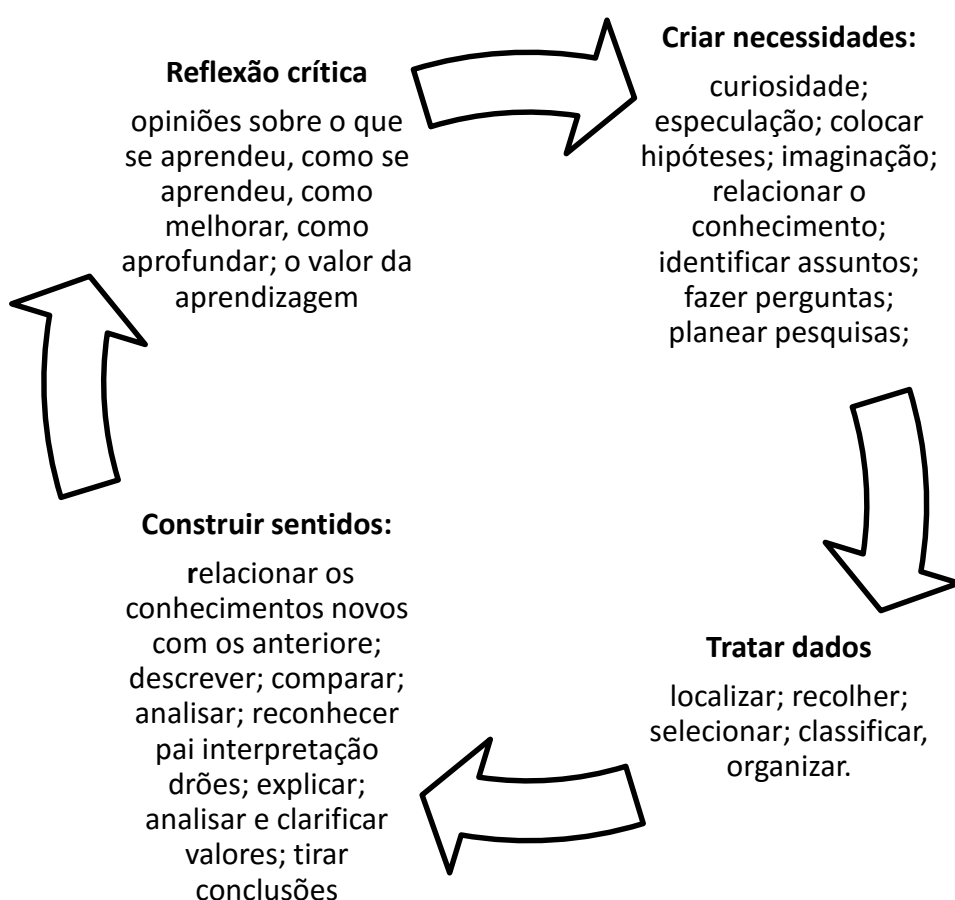 Reflexão crítica
opiniões sobre o que
se aprendeu, como se
aprendeu, como
melhorar, como
aprofundar; o valor da
aprendizagem
Criar necessidades:
curiosidade;
especulação; colocar
hipóteses; imaginação;
relacionar o
conhecimento;
identificar assuntos;
fazer perguntas;
planear pesquisas;
Tratar dados
localizar; recolher;
selecionar; classificar,
organizar.
Construir sentidos:
relacionar os
conhecimentos novos
com os anteriore;
descrever; comparar;
analisar; reconhecer
pai interpretação
drões; explicar;
analisar e clarificar
valores; tirar
conclusões